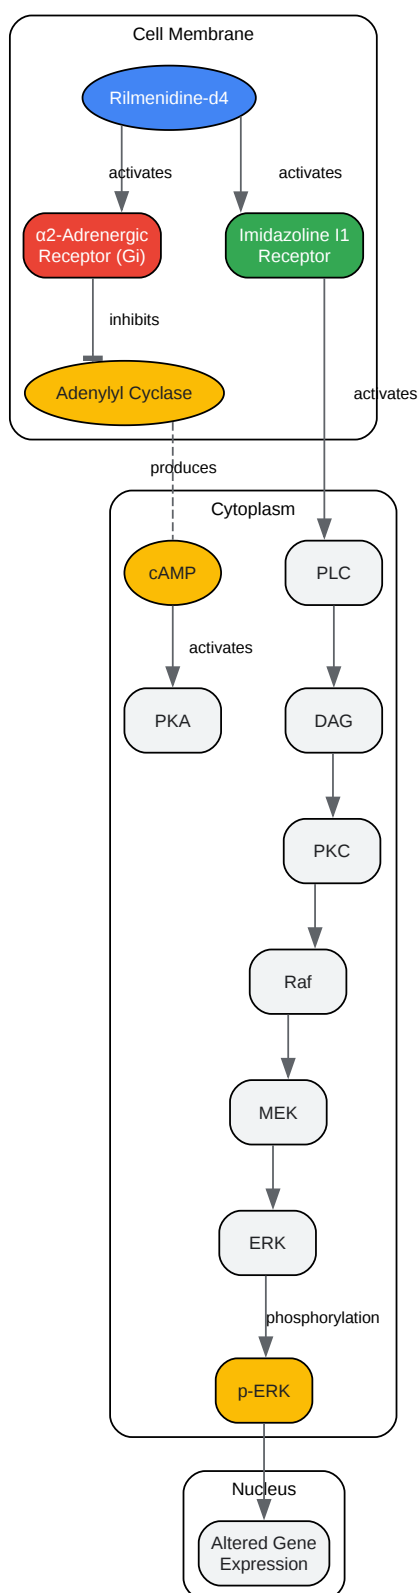 Cell Membrane
Rilmenidine-d4
activates
activates
α2-Adrenergic
Receptor (Gi)
Imidazoline I1
Receptor
inhibits
Adenylyl Cyclase
activates
produces
Cytoplasm
cAMP
PLC
activates
PKA
DAG
PKC
Raf
MEK
ERK
phosphorylation
p-ERK
Nucleus
Altered Gene
Expression